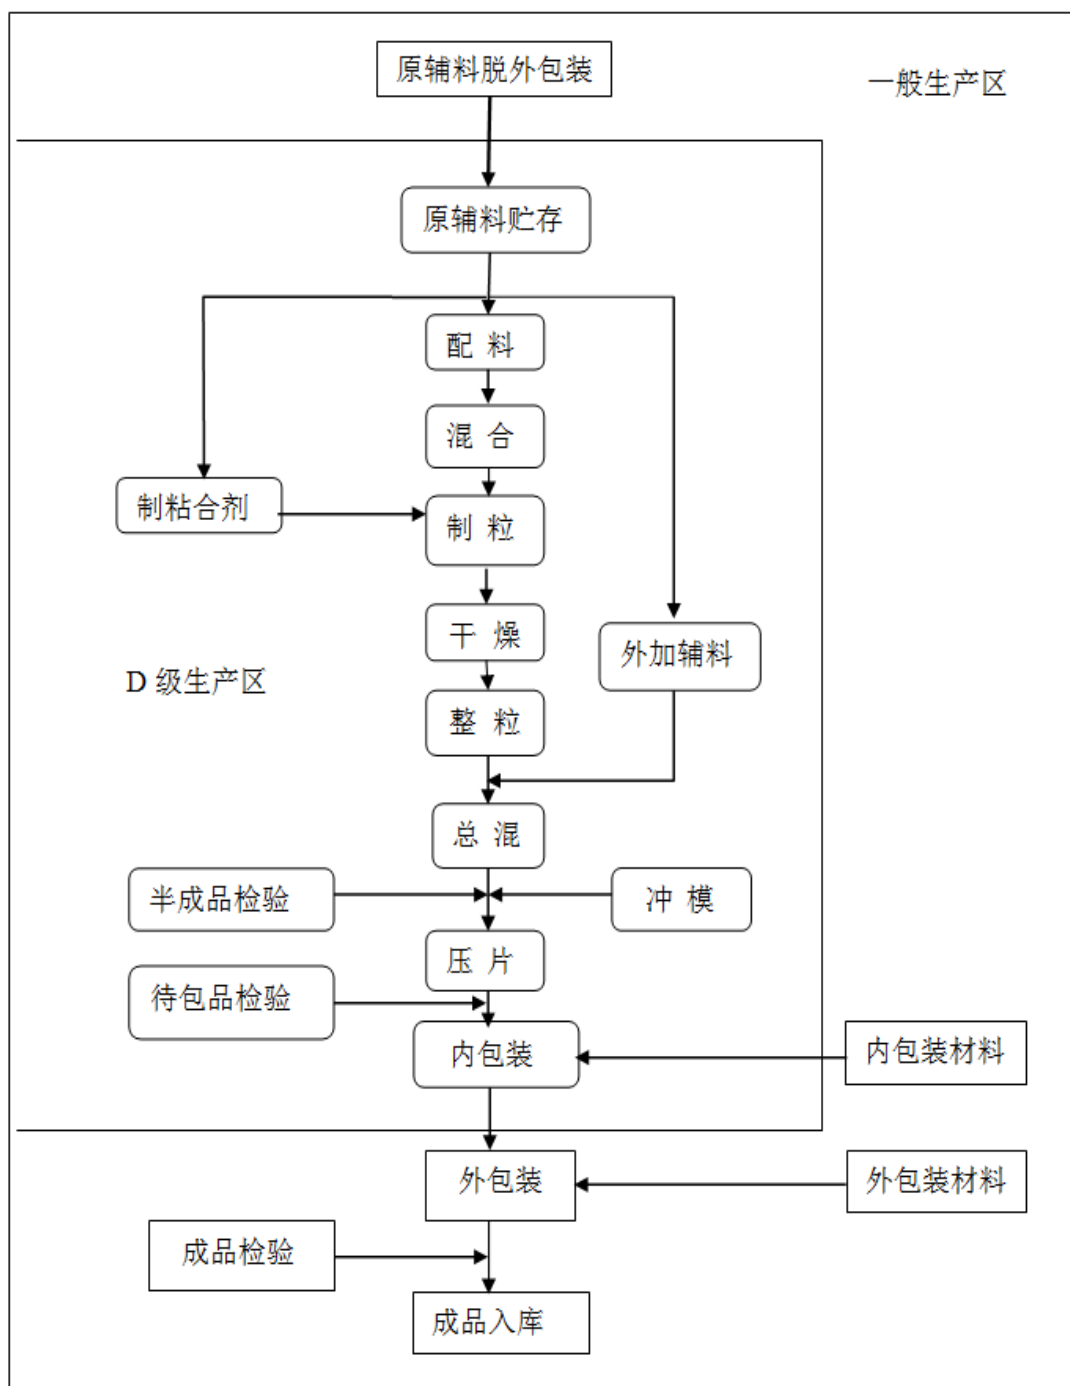 原辅料脱外包装
一般生产区
原辅料贮存
配 料
混 合
制粘合剂
制 粒
干 燥
外加辅料
D 级生产区
整 粒
总 混
半成品检验
冲 模
压 片
待包品检验
内包装
内包装材料
外包装
外包装材料
成品检验
成品入库